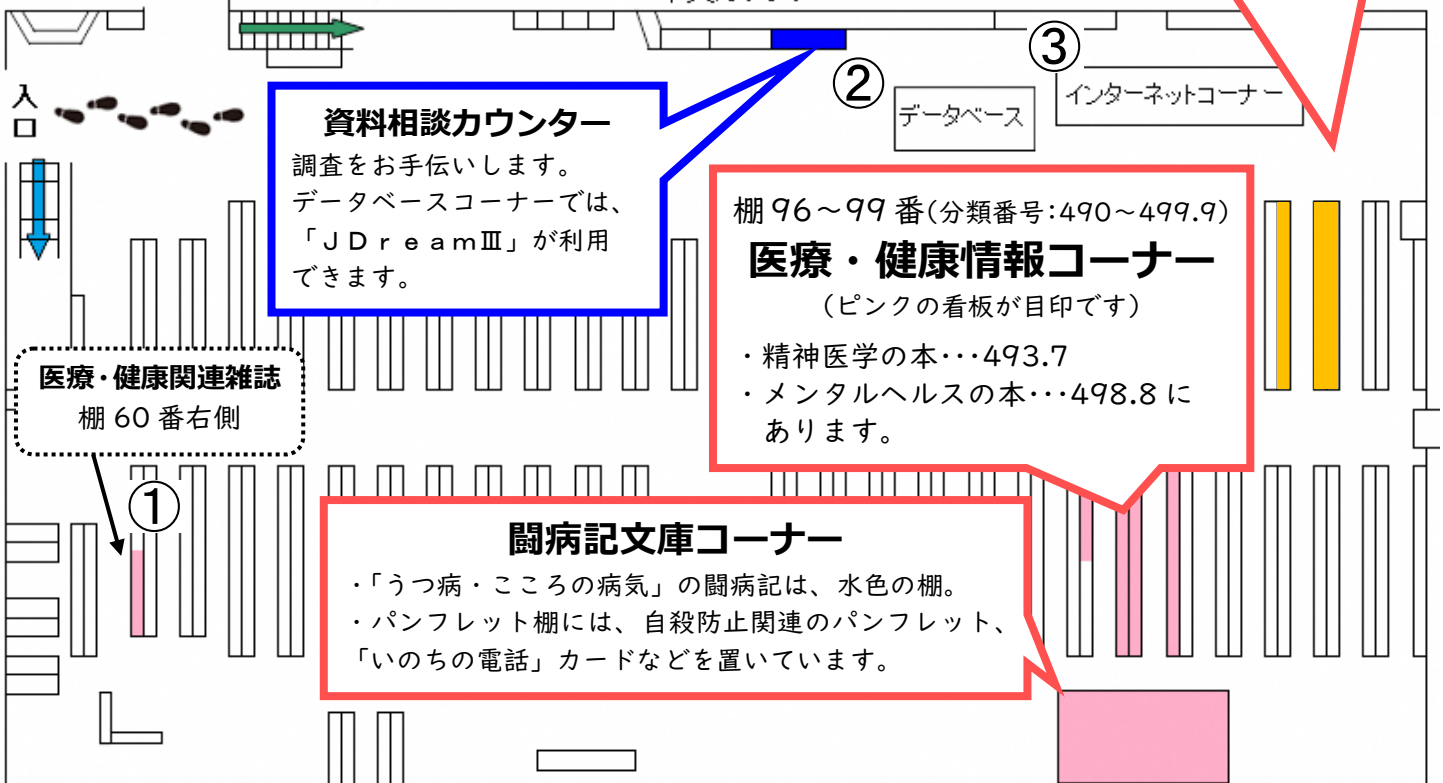 入
口
資料相談カウンター
調査をお手伝いします。
データベースコーナーでは、
「ＪＤｒｅａｍⅢ」が利用
できます。
②
データベース
③
インターネットコーナー
棚96～99番(分類番号:490～499.9)
医療・健康情報コーナー
(ピンクの看板が目印です)
・精神医学の本･･･493.7
・メンタルヘルスの本･･･498.8に
あります。
医療・健康関連雑誌
棚60番右側
①
闘病記文庫コーナー
・「うつ病・こころの病気」の闘病記は、水色の棚。
・パンフレット棚には、自殺防止関連のパンフレット、
「いのちの電話」カードなどを置いています。